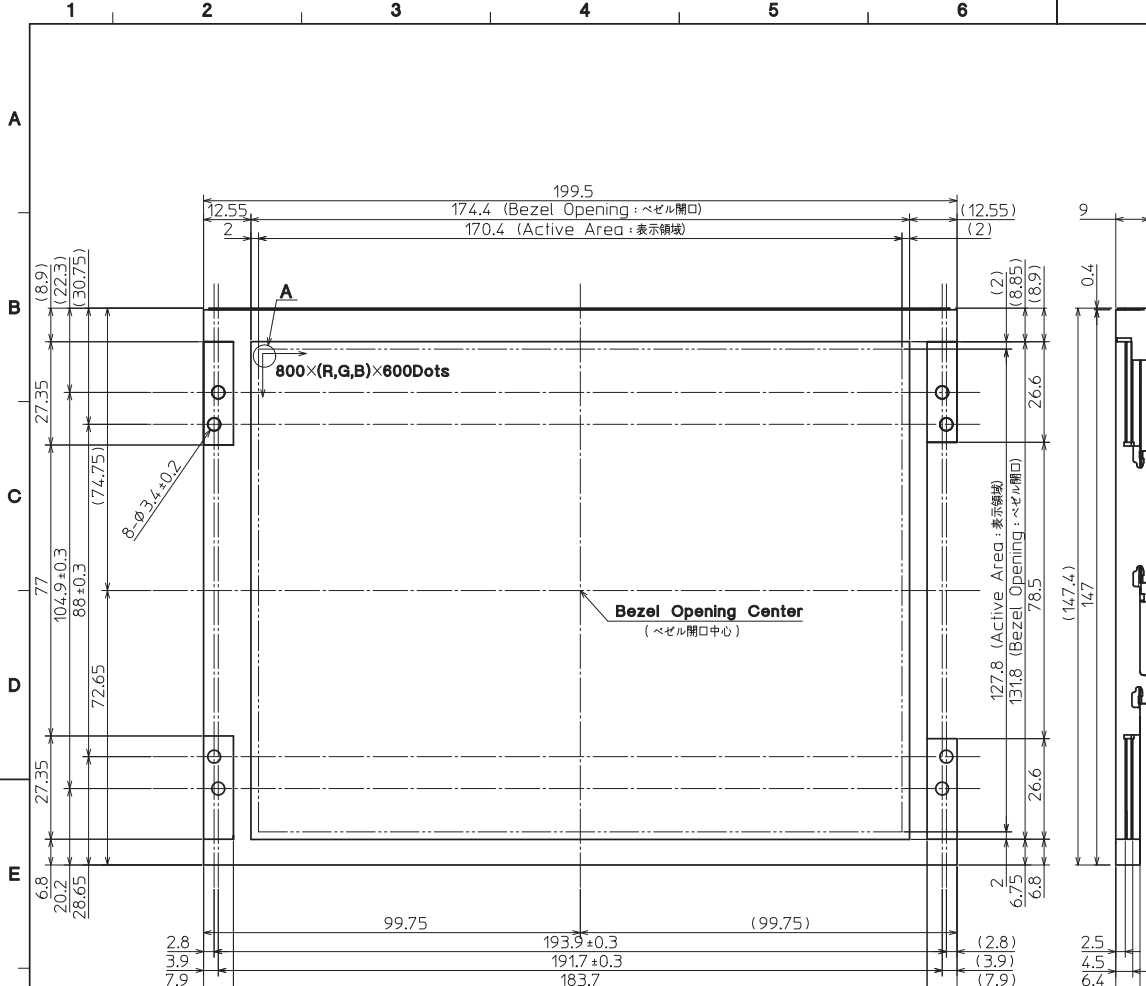 1 2 3 4 5 6
A
199.5
12.55 174.4 (Bezel Opening:ベゼル開口) (12.55) 9
2 170.4 (Active Area:表示領域) (2)
(8.9) (22.3) (30.75) (2) (8.85) (8.9) 0.4
B
A
800×(R,G,B)×600Dots
27.35 26.6
C
(74.75)
8-φ3.4±0.2
77 104.9±0.3 88±0.3
127.8 (Active Area:表示領域)
131.8 (Bezel Opening:ベゼル開口)
78.5
(147.4) 147
Bezel Opening Center
(ベゼル開口中心)
D
72.65
27.35 26.6
E
6.8 20.2 28.65 2 6.75 6.8
99.75 (99.75)
2.8 193.9±0.3 (2.8) 2.5
3.9 191.7±0.3 (3.9) 4.5
7.9 183.7 (7.9) 6.4